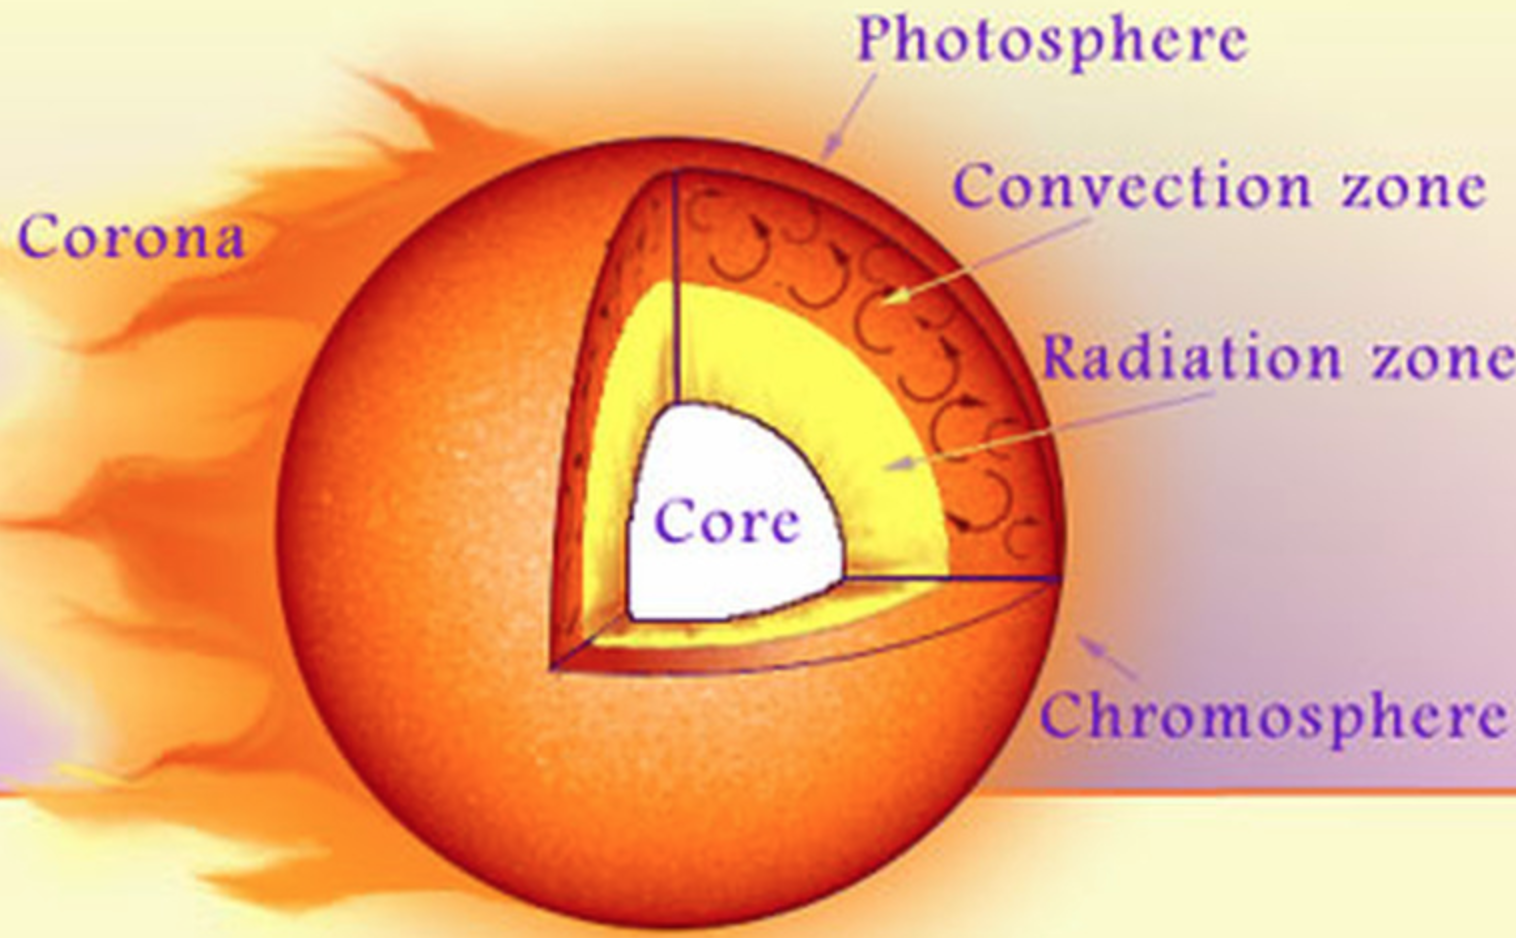 Photosphere
Convection zone
Corona
Radiation zone
Core
Chromosphere